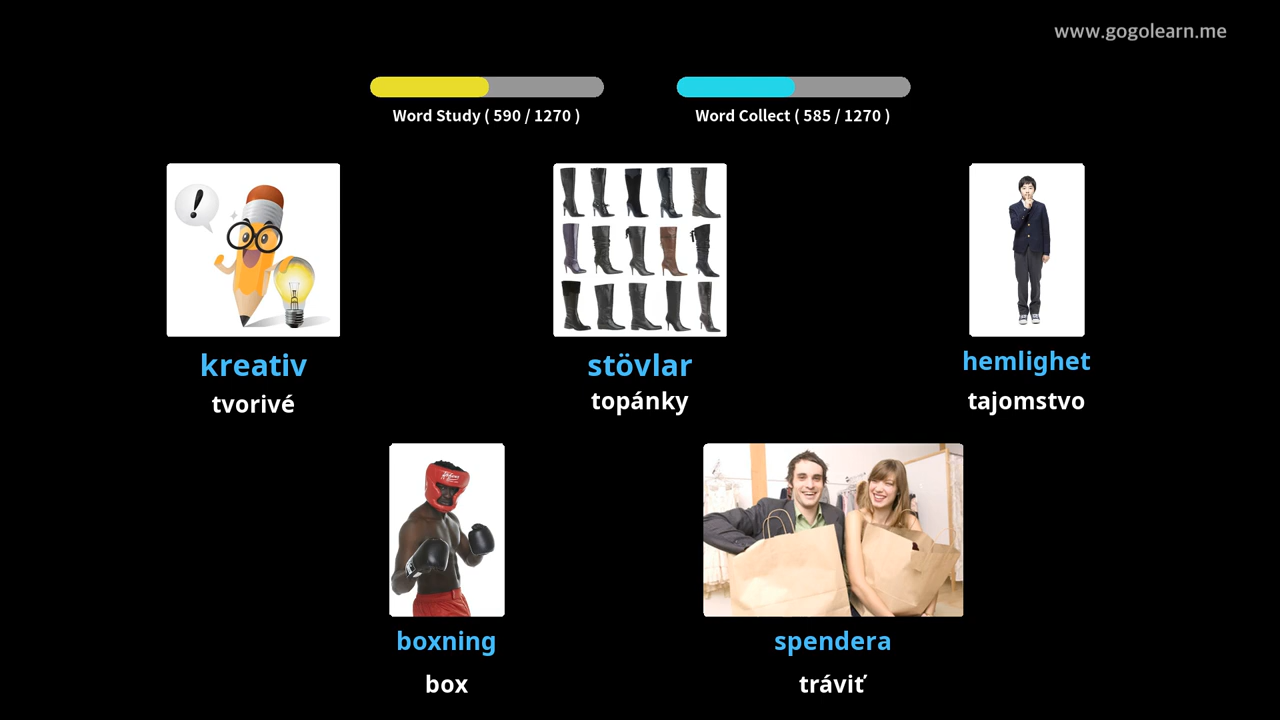 www.gogolearn.me
Word Study ( 590 / 1270 )
Word Collect ( 585 / 1270 )
!
kreativ
stövlar
hemlighet
tvorivé
topánky
tajomstvo
boxning
spendera
box
tráviť